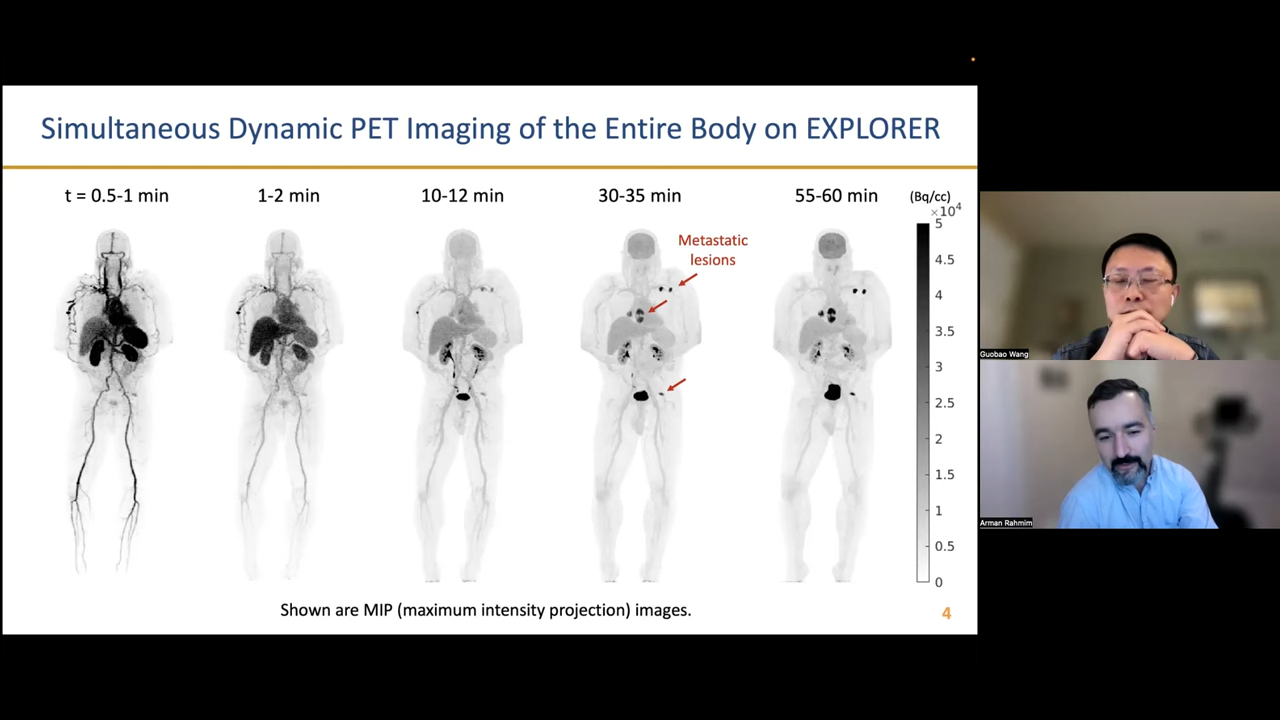 Simultaneous Dynamic PET Imaging of the Entire Body on EXPLORER
t = 0.5-1 min
1-2 min
10-12 min
30-35 min
55-60 min
(Bq/cc)
×10⁴
5
4.5
4
3.5
3
2.5
2
1.5
1
0.5
0
Metastatic
lesions
Shown are MIP (maximum intensity projection) images.
4
Guobao Wang
Arman Rahmim